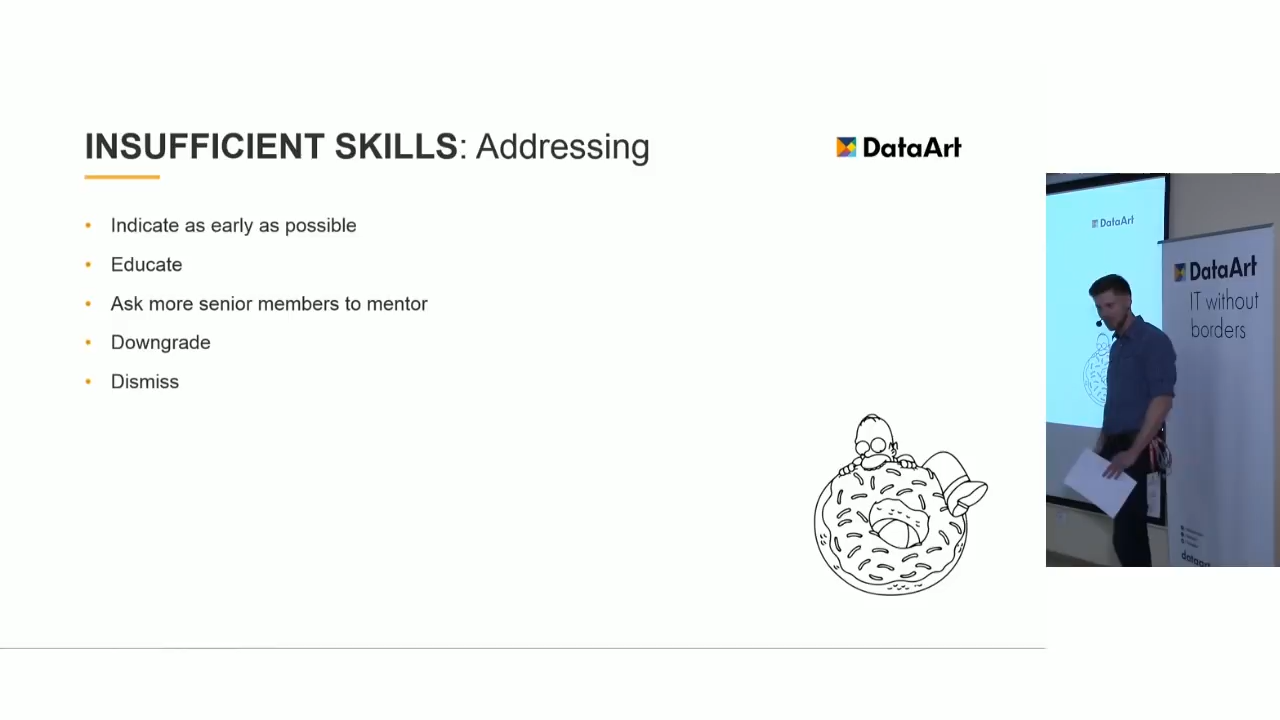 INSUFFICIENT SKILLS: Addressing
DataArt
• Indicate as early as possible
• Educate
• Ask more senior members to mentor
• Downgrade
• Dismiss
DataArt
DataArt
IT without
borders
dataart